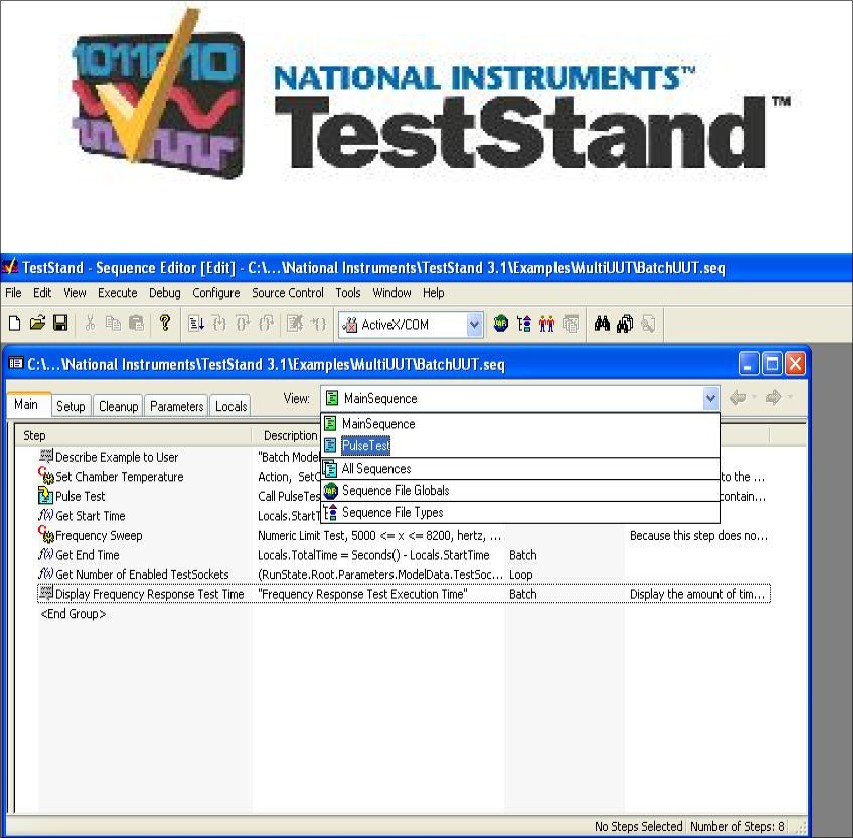 1011010
NATIONAL INSTRUMENTS™
TestStand™
TestStand - Sequence Editor [Edit] - C:\...\National Instruments\TestStand 3.1\Examples\MultiUUT\BatchUUT.seq
File Edit View Execute Debug Configure Source Control Tools Window Help
ActiveX/COM
C:\...\National Instruments\TestStand 3.1\Examples\MultiUUT\BatchUUT.seq
Main Setup Cleanup Parameters Locals View: MainSequence
MainSequence
PulseTest
All Sequences
Sequence File Globals
Sequence File Types
Step Description
Describe Example to User "Batch Model
Set Chamber Temperature Action, SetC to the ...
Pulse Test Call PulseTes contain...
f(x) Get Start Time Locals.StartT
Frequency Sweep Numeric Limit Test, 5000 <= x <= 8200, hertz, ... Because this step does no...
f(x) Get End Time Locals.TotalTime = Seconds() - Locals.StartTime Batch
f(x) Get Number of Enabled TestSockets (RunState.Root.Parameters.ModelData.TestSoc... Loop
Display Frequency Response Test Time "Frequency Response Test Execution Time" Batch Display the amount of tim...
<End Group>
No Steps Selected Number of Steps: 8